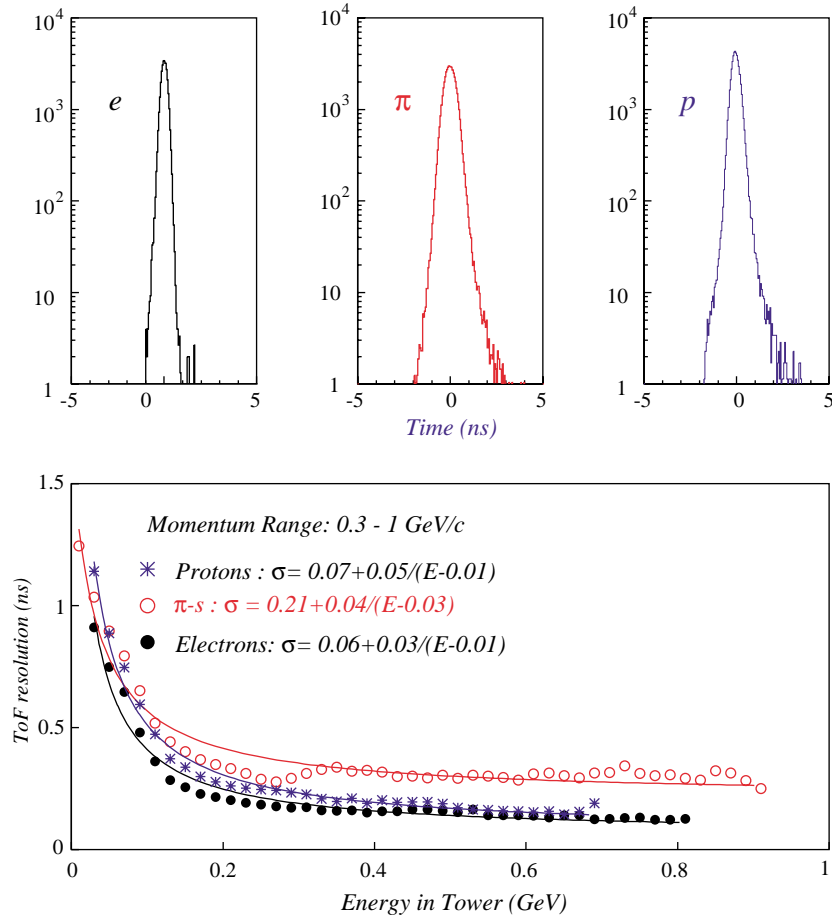 10⁴ 10⁴ 10⁴
10³ 10³ 10³
e π p
10² 10² 10²
10 10 10
1 1 1
-5 0 5 -5 0 5 -5 0 5
Time (ns)
1.5
Momentum Range: 0.3 - 1 GeV/c
Protons : σ= 0.07+0.05/(E-0.01)
π-s : σ = 0.21+0.04/(E-0.03)
Electrons: σ= 0.06+0.03/(E-0.01)
1
0.5
0
ToF resolution (ns)
0 0.2 0.4 0.6 0.8 1
Energy in Tower (GeV)